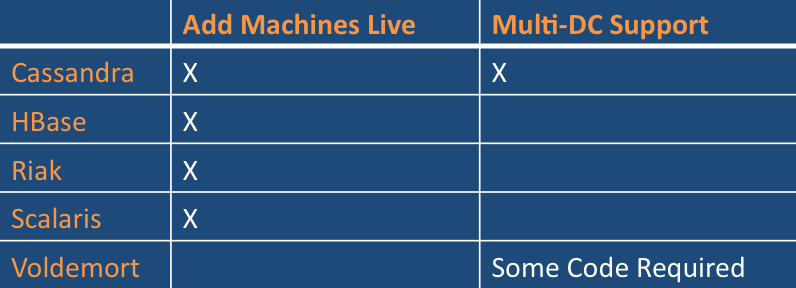 Add Machines Live Multi-DC Support
Cassandra X X
HBase X
Riak X
Scalaris X
Voldemort Some Code Required